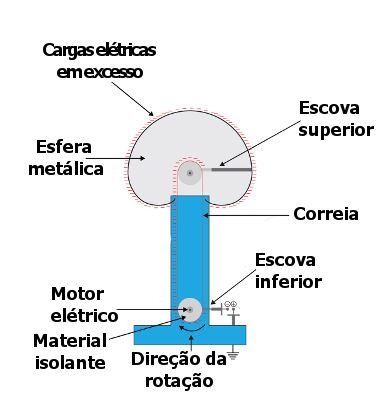 Cargas elétricas
em excesso
Escova
superior
Esfera
metálica
Correia
Escova
inferior
Motor
elétrico
Material
isolante
Direção da
rotação